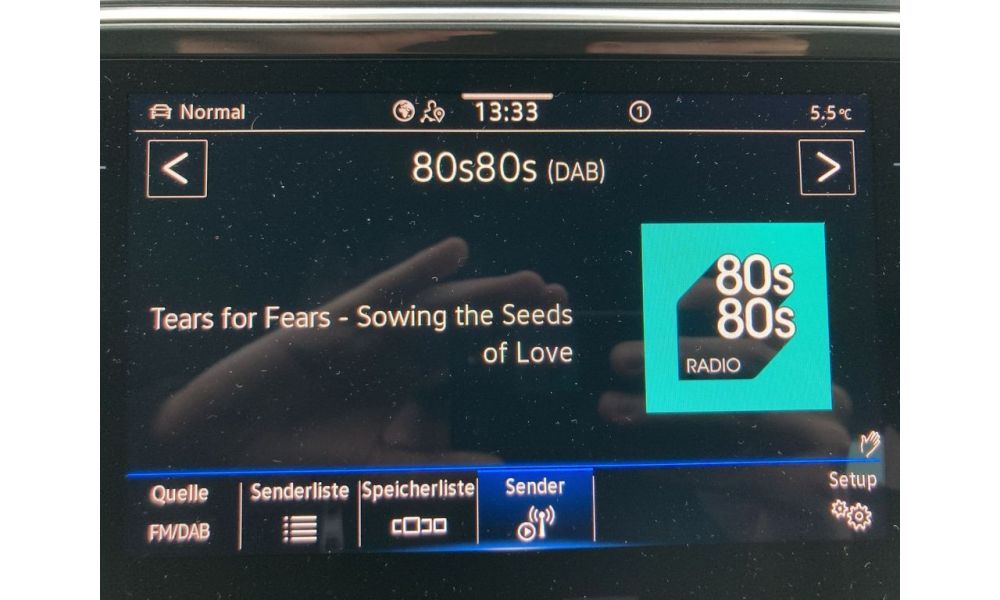 Normal 13:33 1 5.5°C
< 80s80s (DAB) >
Tears for Fears - Sowing the Seeds
of Love
80s
80s
RADIO
Quelle Senderliste Speicherliste Sender Setup
FM/DAB